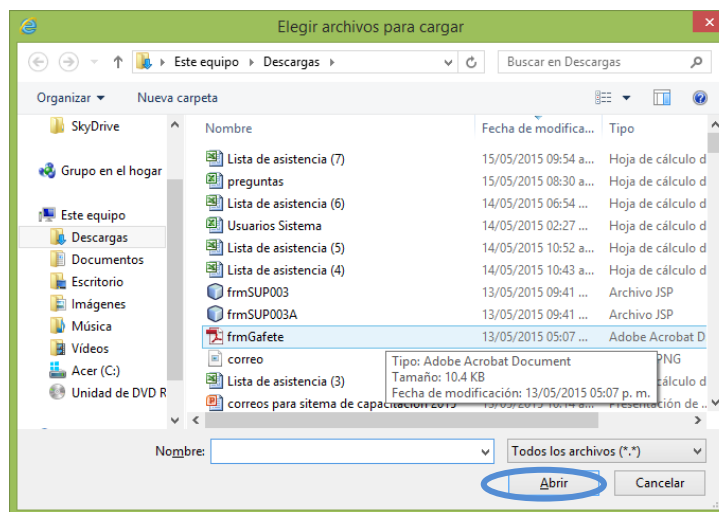 Elegir archivos para cargar
Este equipo Descargas
Buscar en Descargas
Organizar Nueva carpeta
SkyDrive
Grupo en el hogar
Este equipo
Descargas
Documentos
Escritorio
Imágenes
Música
Vídeos
Acer (C:)
Unidad de DVD R
Nombre Fecha de modifica... Tipo
Lista de asistencia (7) 15/05/2015 09:54 a... Hoja de cálculo d
preguntas 15/05/2015 08:30 a... Hoja de cálculo d
Lista de asistencia (6) 14/05/2015 06:54 ... Hoja de cálculo d
Usuarios Sistema 14/05/2015 02:27 ... Hoja de cálculo d
Lista de asistencia (5) 14/05/2015 10:52 a... Hoja de cálculo d
Lista de asistencia (4) 14/05/2015 10:43 a... Hoja de cálculo d
frmSUP003 13/05/2015 09:41 ... Archivo JSP
frmSUP003A 13/05/2015 09:41 ... Archivo JSP
frmGafete 13/05/2015 05:07 ... Adobe Acrobat D
correo PNG
Lista de asistencia (3) cálculo d
correos para sitema de capacitación 2015 13/05/2015 10:14 a... Presentación de ..
Tipo: Adobe Acrobat Document
Tamaño: 10.4 KB
Fecha de modificación: 13/05/2015 05:07 p. m.
Nombre:
Todos los archivos (*.*)
Abrir Cancelar